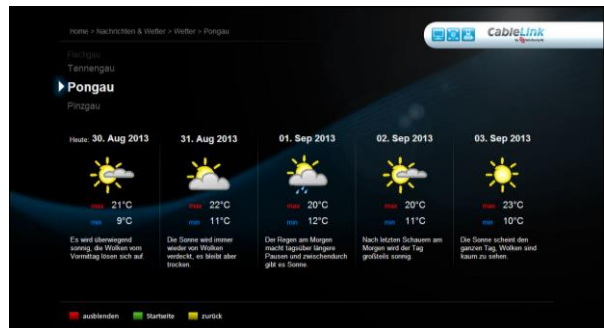 Home > Nachrichten & Wetter > Wetter > Pongau
CableLink
Flachgau
Tennengau
Pongau
Pinzgau
Heute: 30. Aug 2013
31. Aug 2013
01. Sep 2013
02. Sep 2013
03. Sep 2013
max 21°C
max 22°C
max 20°C
max 20°C
max 23°C
min 9°C
min 11°C
min 12°C
min 11°C
min 10°C
Es wird überwiegend
sonnig, die Wolken vom
Vormittag lösen sich auf.
Die Sonne wird immer
wieder von Wolken
verdeckt, es bleibt aber
trocken.
Der Regen am Morgen
macht tagsüber längere
Pausen und zwischendurch
gibt es Sonne.
Nach letzten Schauern am
Morgen wird der Tag
großteils sonnig.
Die Sonne scheint den
ganzen Tag, Wolken sind
kaum zu sehen.
ausblenden
Startseite
zurück